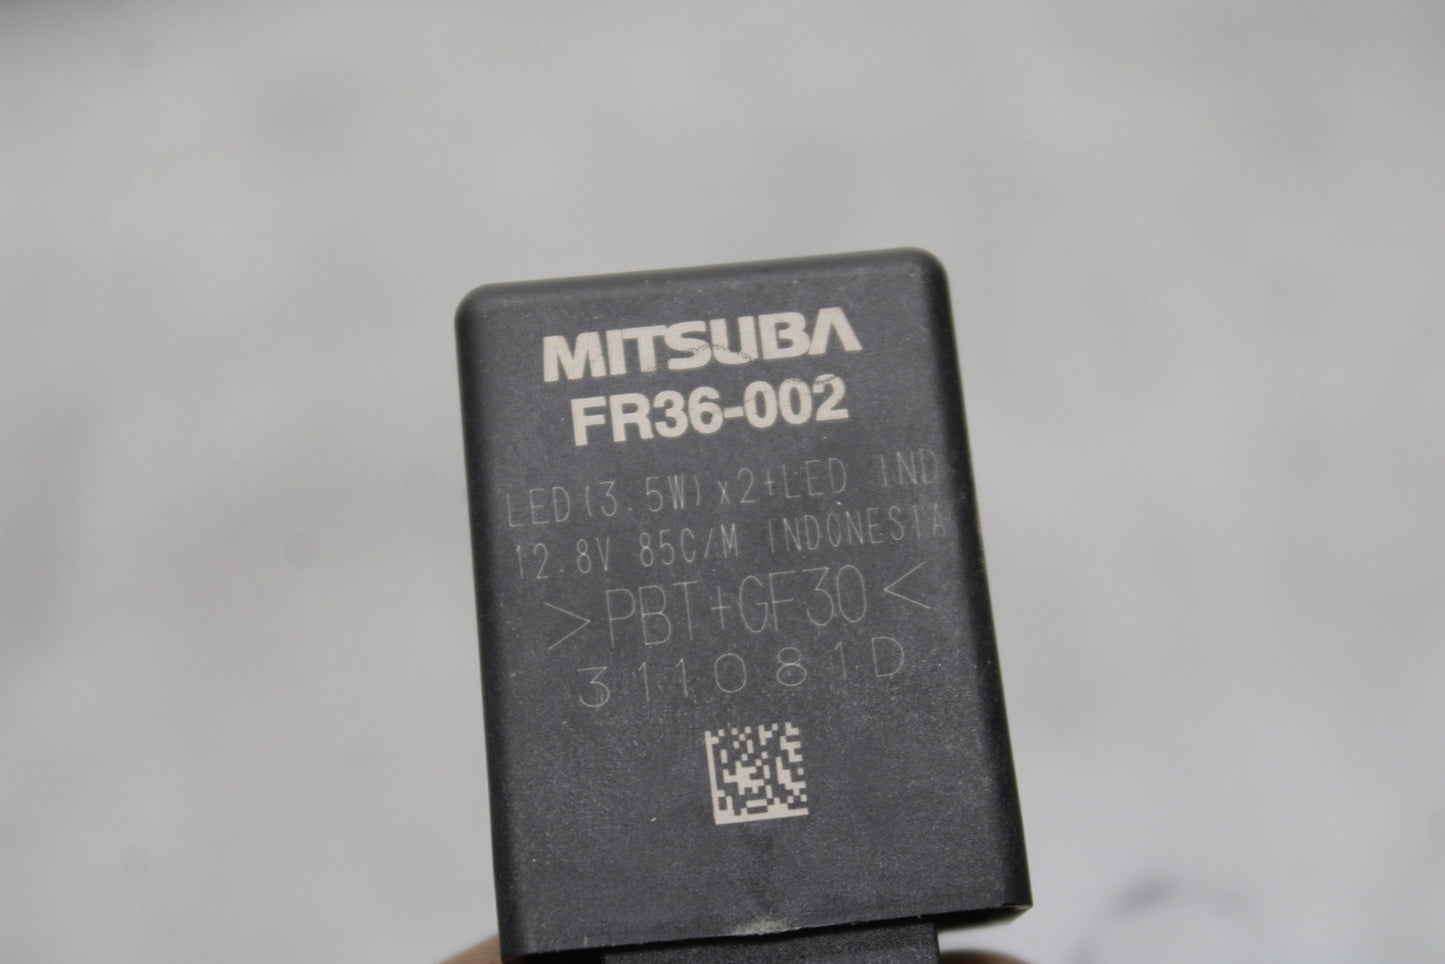 MITSUBA
FR36-002
LED(3.5W)x2+LED IND
12.8V 85C/M INDONESIA
>PBT+GF30<
311081D